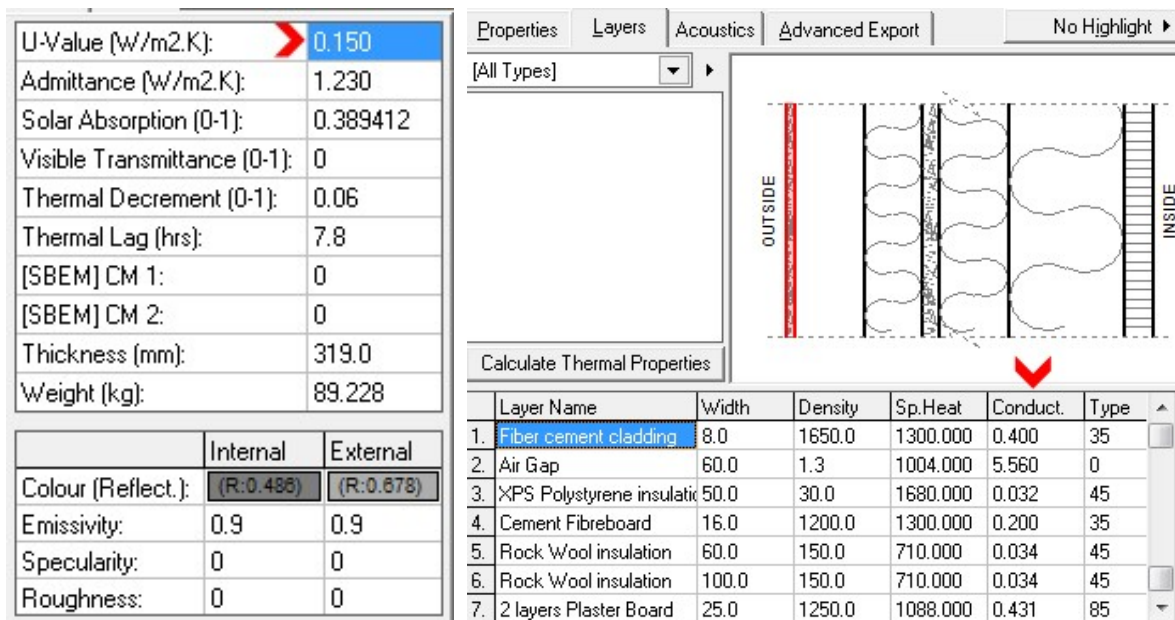 U-Value (W/m2.K): 0.150
Admittance (W/m2.K): 1.230
Solar Absorption (0-1): 0.389412
Visible Transmittance (0-1): 0
Thermal Decrement (0-1): 0.06
Thermal Lag (hrs): 7.8
[SBEM] CM 1: 0
[SBEM] CM 2: 0
Thickness (mm): 319.0
Weight (kg): 89.228
Internal External
Colour (Reflect.): (R:0.486) (R:0.678)
Emissivity: 0.9 0.9
Specularity: 0 0
Roughness: 0 0
Properties Layers Acoustics Advanced Export No Highlight
[All Types]
OUTSIDE
INSIDE
Calculate Thermal Properties
Layer Name Width Density Sp.Heat Conduct. Type
1. Fiber cement cladding 8.0 1650.0 1300.000 0.400 35
2. Air Gap 60.0 1.3 1004.000 5.560 0
3. XPS Polystyrene insulatic 50.0 30.0 1680.000 0.032 45
4. Cement Fibreboard 16.0 1200.0 1300.000 0.200 35
5. Rock Wool insulation 60.0 150.0 710.000 0.034 45
6. Rock Wool insulation 100.0 150.0 710.000 0.034 45
7. 2 layers Plaster Board 25.0 1250.0 1088.000 0.431 85